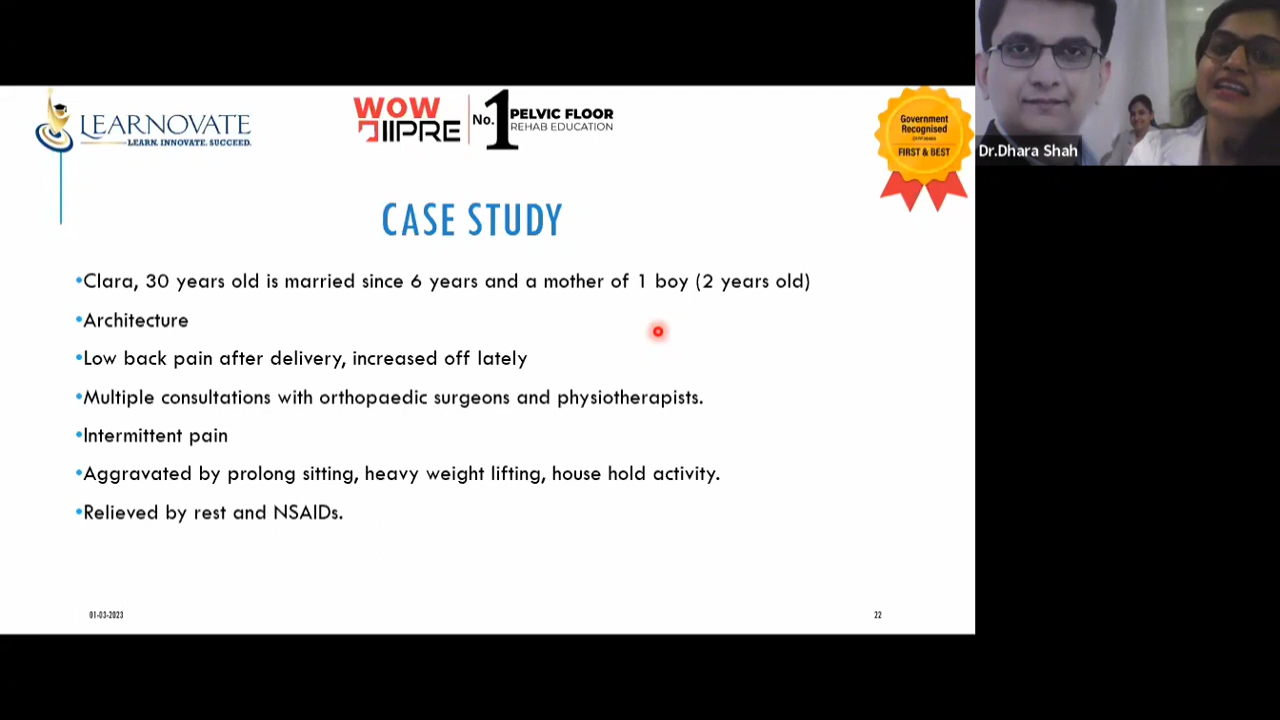 LEARNOVATE
LEARN. INNOVATE. SUCCEED.
WOW
IIPRE
No. 1 PELVIC FLOOR
REHAB EDUCATION
Government
Recognised
FIRST & BEST
Dr.Dhara Shah
CASE STUDY
•Clara, 30 years old is married since 6 years and a mother of 1 boy (2 years old)
•Architecture
•Low back pain after delivery, increased off lately
•Multiple consultations with orthopaedic surgeons and physiotherapists.
•Intermittent pain
•Aggravated by prolong sitting, heavy weight lifting, house hold activity.
•Relieved by rest and NSAIDs.
01-03-2023
22